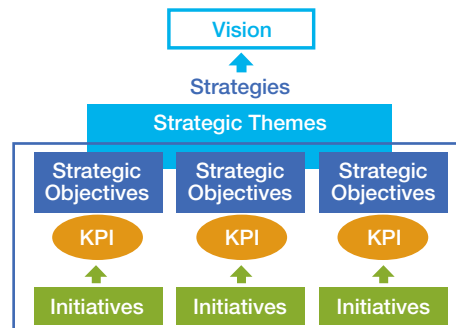 Vision
Strategies
Strategic Themes
Strategic Strategic Strategic
Objectives Objectives Objectives
KPI KPI KPI
Initiatives Initiatives Initiatives